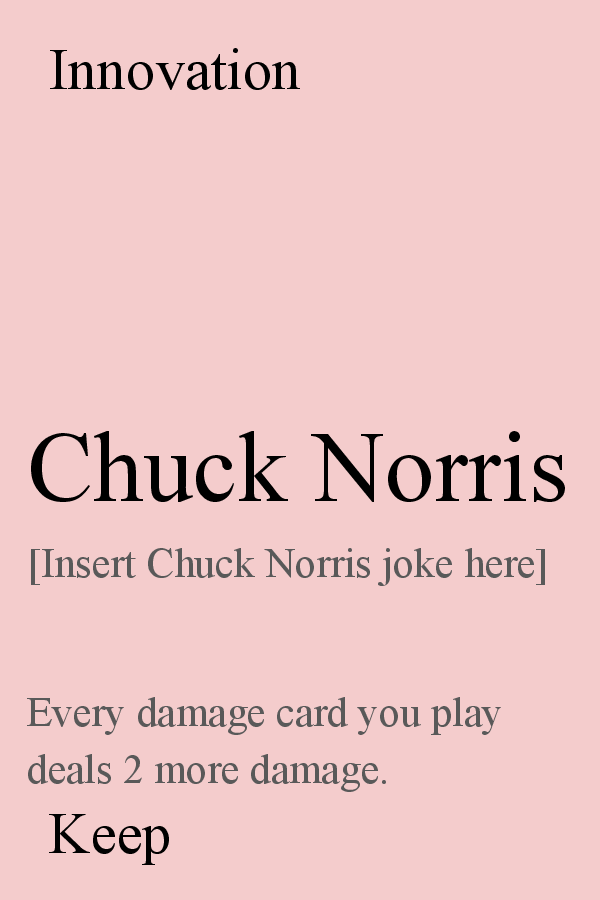 Innovation
Chuck Norris
[Insert Chuck Norris joke here]
Every damage card you play
deals 2 more damage.
Keep